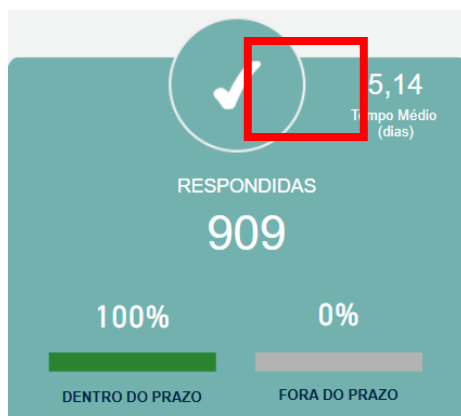 5,14
Tempo Médio
(dias)
RESPONDIDAS
909
100%
0%
DENTRO DO PRAZO
FORA DO PRAZO